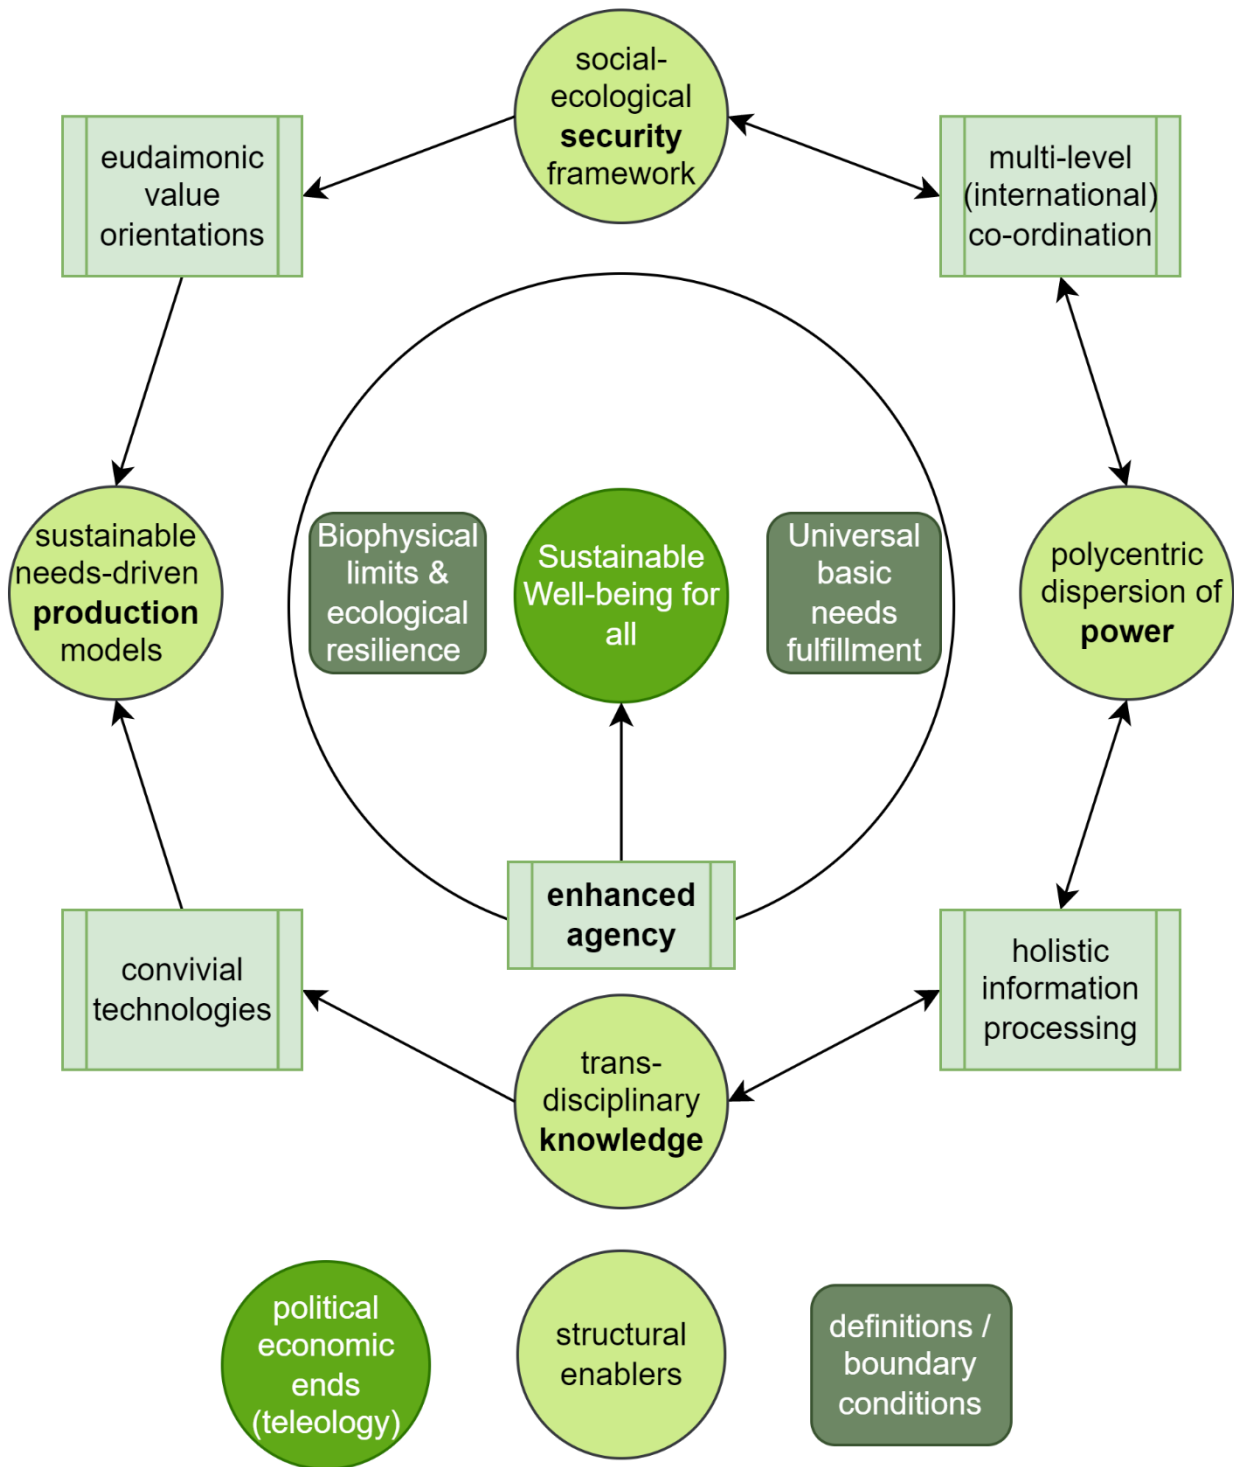 social-
ecological
security
framework
eudaimonic
value
orientations
multi-level
(international)
co-ordination
sustainable
needs-driven
production
models
Biophysical
limits &
ecological
resilience
Sustainable
Well-being for
all
Universal
basic
needs
fulfillment
polycentric
dispersion of
power
enhanced
agency
convivial
technologies
holistic
information
processing
trans-
disciplinary
knowledge
political
economic
ends
(teleology)
structural
enablers
definitions /
boundary
conditions